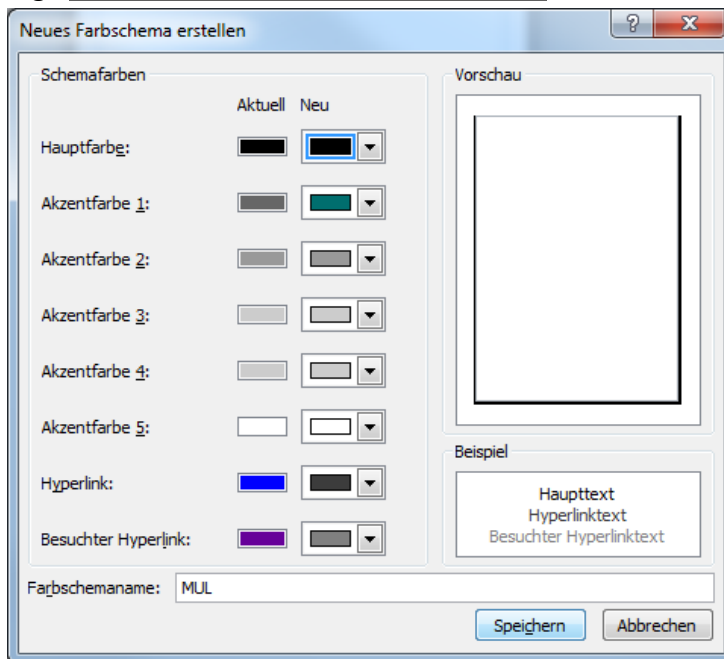 Neues Farbschema erstellen
?
Schemafarben
Aktuell Neu
Hauptfarbe:
Akzentfarbe 1:
Akzentfarbe 2:
Akzentfarbe 3:
Akzentfarbe 4:
Akzentfarbe 5:
Hyperlink:
Besuchter Hyperlink:
Vorschau
Beispiel
Haupttext
Hyperlinktext
Besuchter Hyperlinktext
Farbschemaname: MUL
Speichern Abbrechen